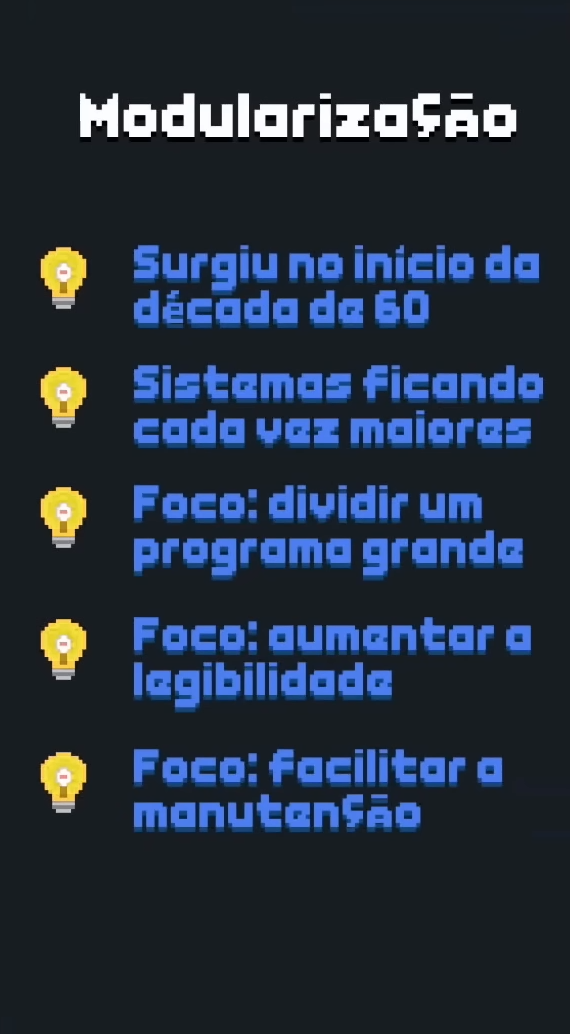 Modularização
Surgiu no início da
década de 60
Sistemas ficando
cada vez maiores
Foco: dividir um
programa grande
Foco: aumentar a
legibilidade
Foco: facilitar a
manutenção